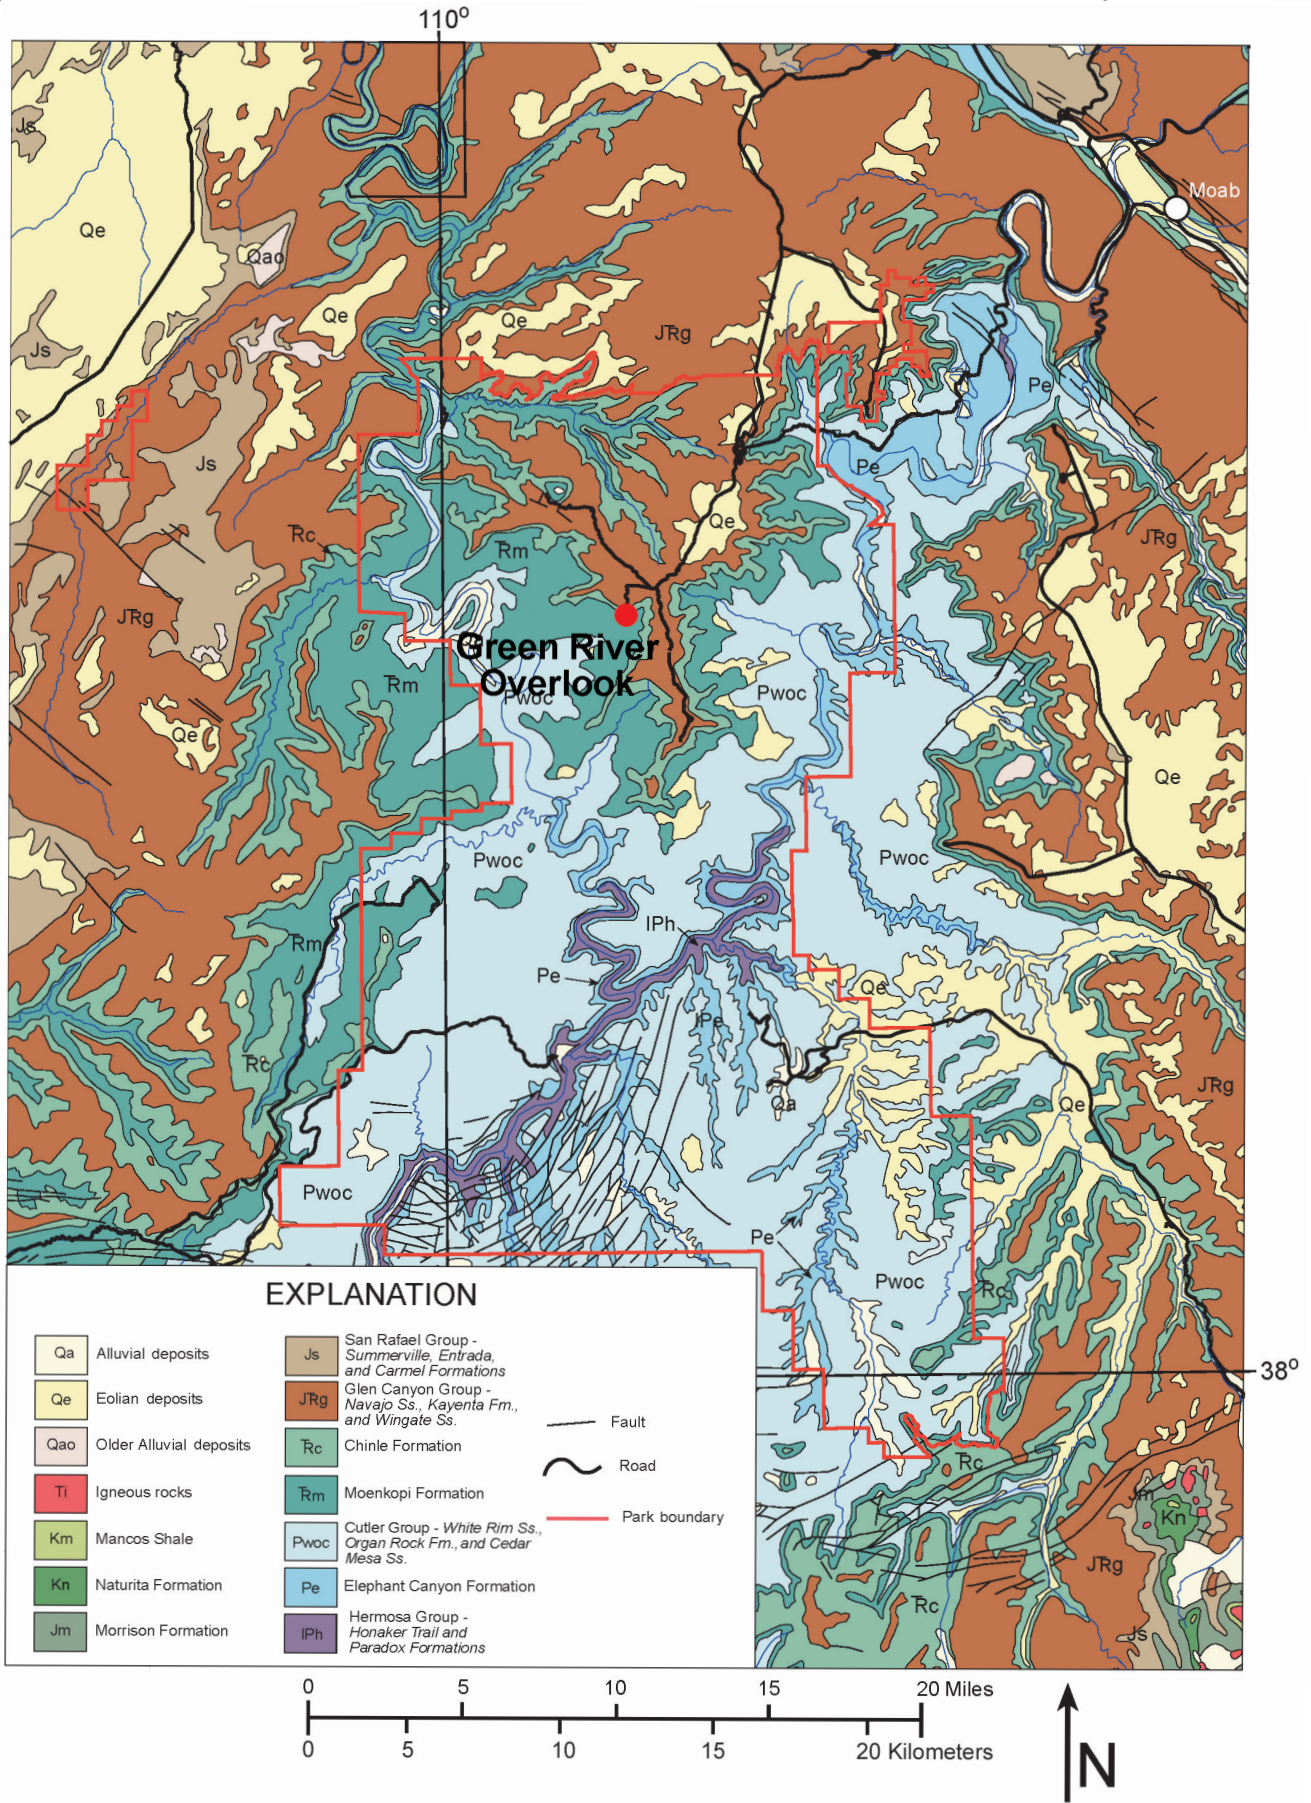 110⁰
Js
Moab
Qe
Pe
Qao
Qe
Qe
JTRg
Js
Pe
Js
Pe
Qe
TRc
TRm
JTRg
JTRg
Green River
Overlook
TRm
Pwoc
Pwoc
Qe
Qe
Pwoc
Pwoc
IPh
TRm
Pe
Qe
IPe
TRc
JTRg
Qa
Qe
Pwoc
Pe
Pwoc
TRc
38⁰
TRc
Jm
Kn
JTRg
TRc
Js
EXPLANATION
Qa Alluvial deposits
Qe Eolian deposits
Qao Older Alluvial deposits
Ti Igneous rocks
Km Mancos Shale
Kn Naturita Formation
Jm Morrison Formation
Js San Rafael Group -
Summerville, Entrada,
and Carmel Formations
JTRg Glen Canyon Group -
Navajo Ss., Kayenta Fm.,
and Wingate Ss.
TRc Chinle Formation
TRm Moenkopi Formation
Pwoc Cutler Group - White Rim Ss.,
Organ Rock Fm., and Cedar
Mesa Ss.
Pe Elephant Canyon Formation
IPh Hermosa Group -
Honaker Trail and
Paradox Formations
Fault
Road
Park boundary
0 5 10 15 20 Miles
0 5 10 15 20 Kilometers
N